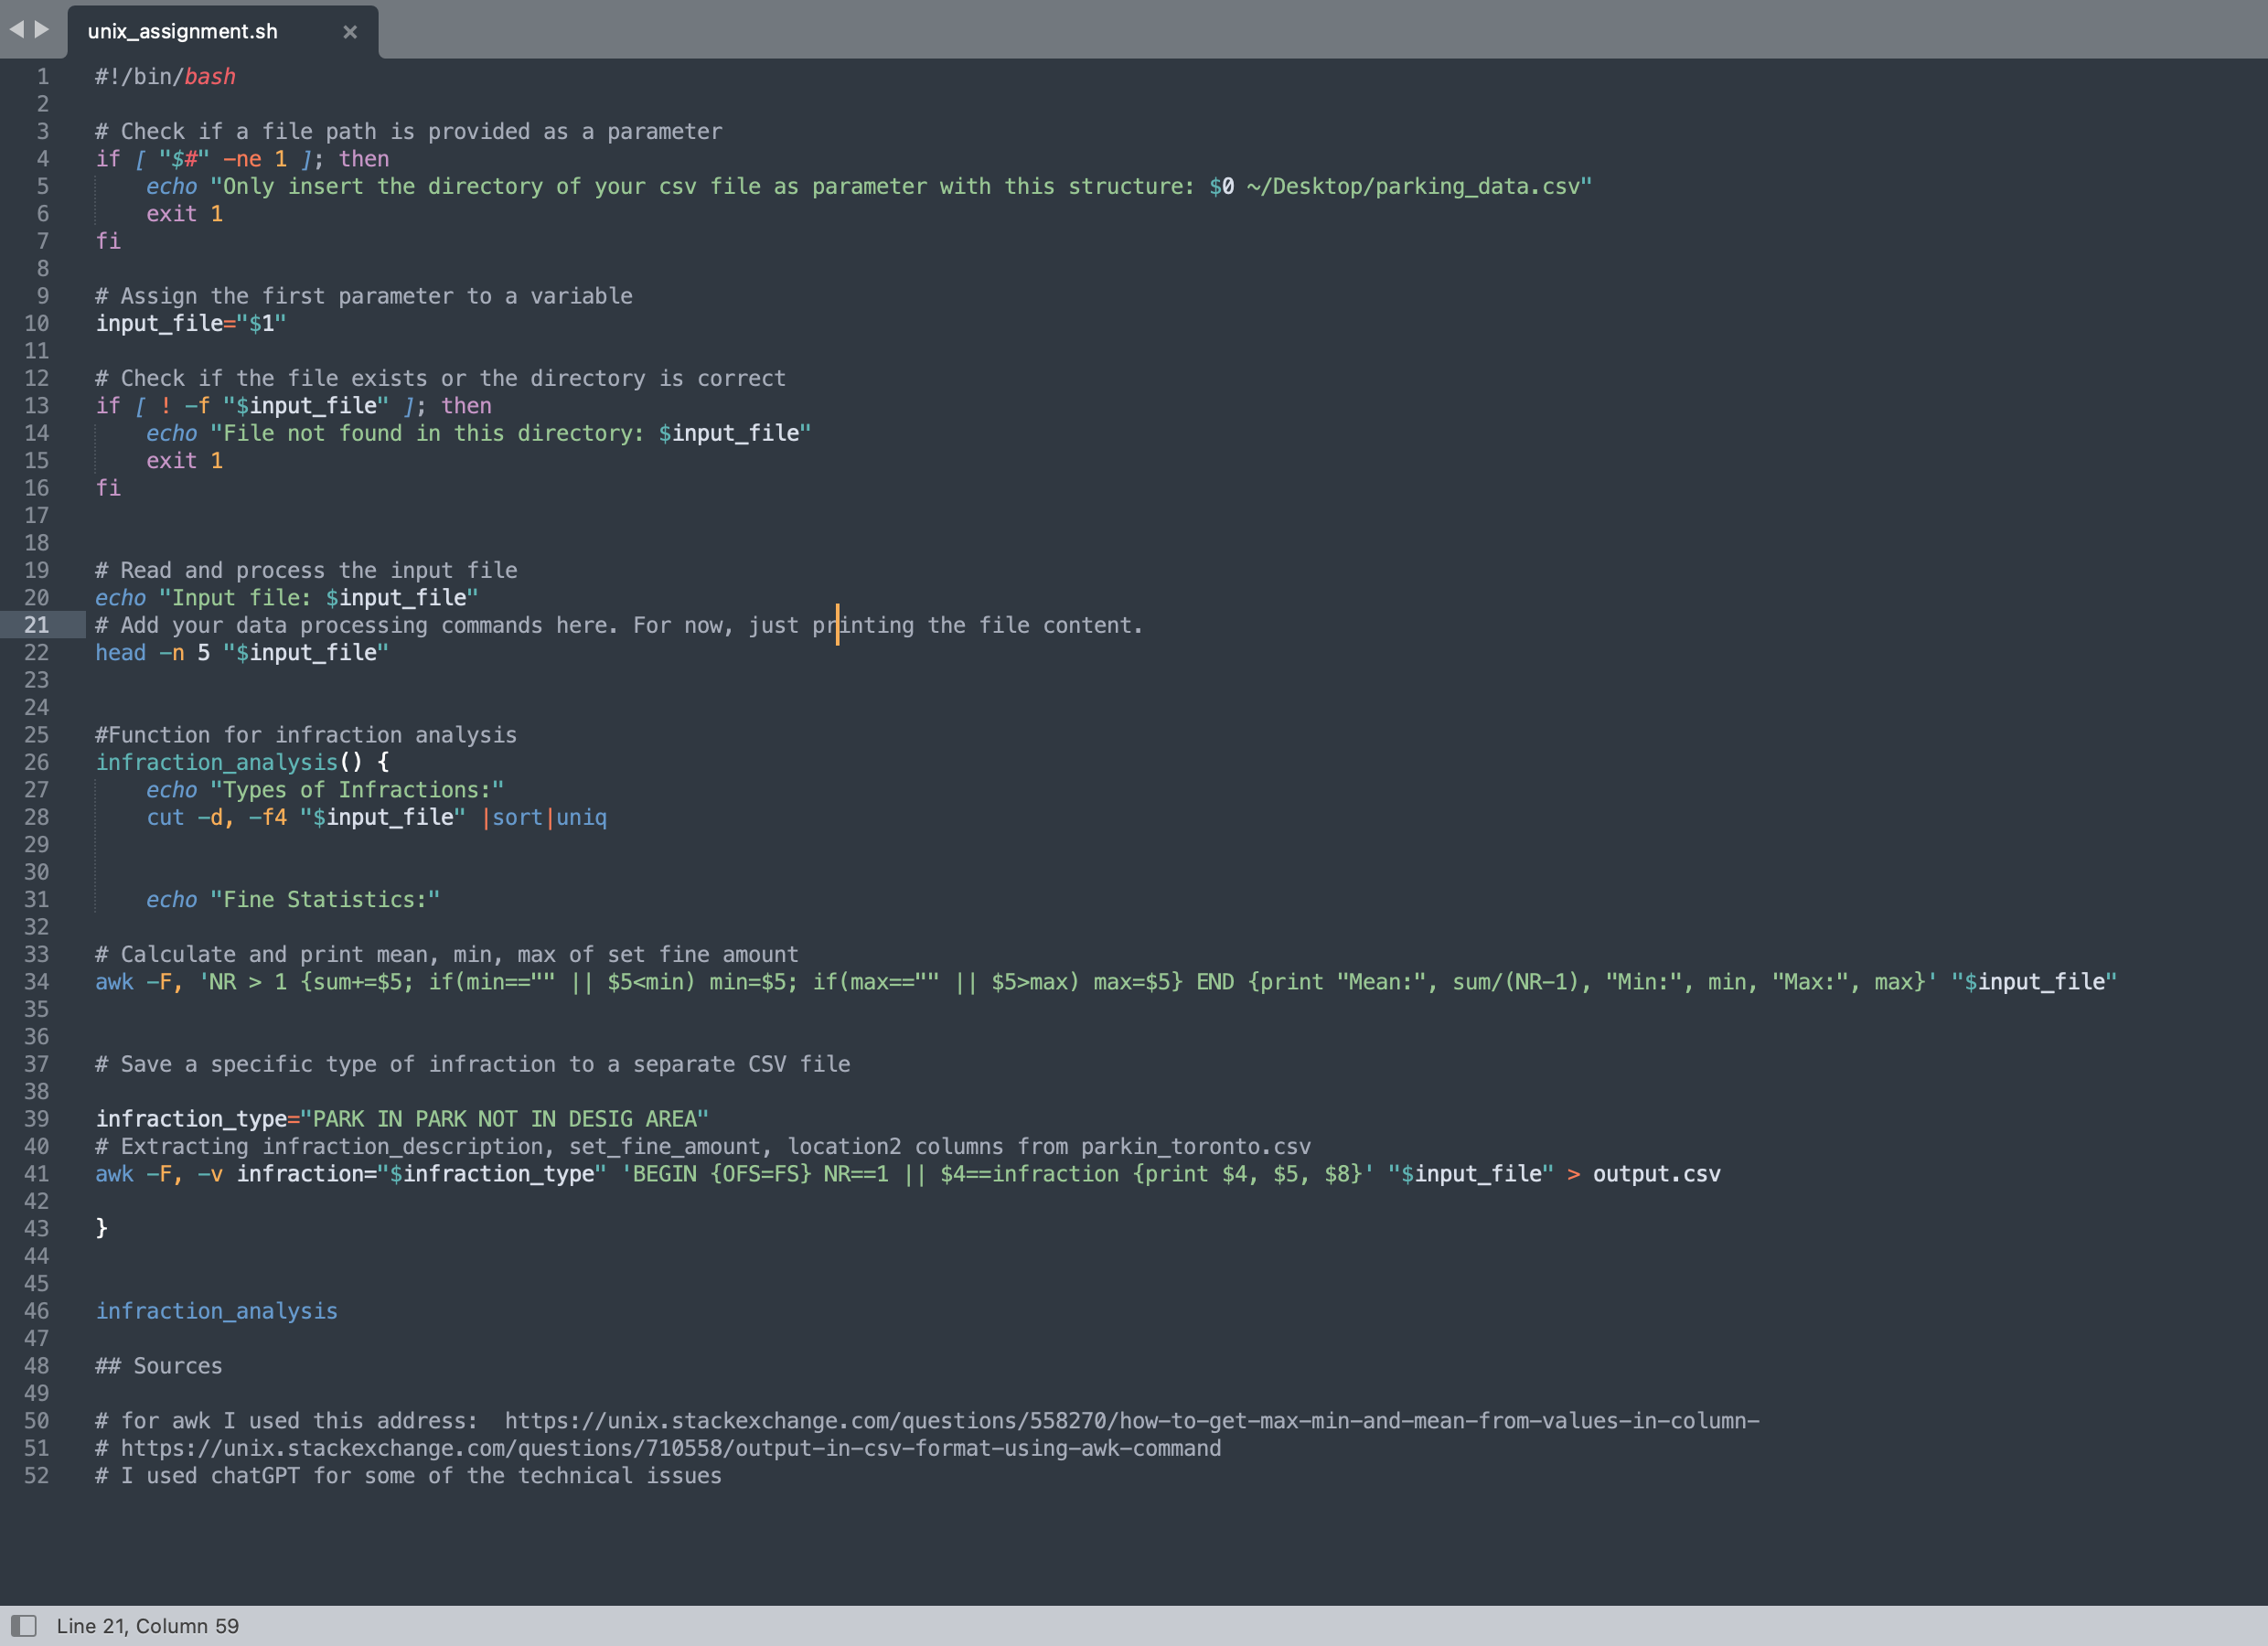 unix_assignment.sh ×
1 #!/bin/bash
2
3 # Check if a file path is provided as a parameter
4 if [ "$#" -ne 1 ]; then
5     echo "Only insert the directory of your csv file as parameter with this structure: $0 ~/Desktop/parking_data.csv"
6     exit 1
7 fi
8
9 # Assign the first parameter to a variable
10 input_file="$1"
11
12 # Check if the file exists or the directory is correct
13 if [ ! -f "$input_file" ]; then
14     echo "File not found in this directory: $input_file"
15     exit 1
16 fi
17
18
19 # Read and process the input file
20 echo "Input file: $input_file"
21 # Add your data processing commands here. For now, just printing the file content.
22 head -n 5 "$input_file"
23
24
25 #Function for infraction analysis
26 infraction_analysis() {
27     echo "Types of Infractions:"
28     cut -d, -f4 "$input_file" |sort|uniq
29
30
31     echo "Fine Statistics:"
32
33 # Calculate and print mean, min, max of set fine amount
34 awk -F, 'NR > 1 {sum+=$5; if(min=="" || $5<min) min=$5; if(max=="" || $5>max) max=$5} END {print "Mean:", sum/(NR-1), "Min:", min, "Max:", max}' "$input_file"
35
36
37 # Save a specific type of infraction to a separate CSV file
38
39 infraction_type="PARK IN PARK NOT IN DESIG AREA"
40 # Extracting infraction_description, set_fine_amount, location2 columns from parkin_toronto.csv
41 awk -F, -v infraction="$infraction_type" 'BEGIN {OFS=FS} NR==1 || $4==infraction {print $4, $5, $8}' "$input_file" > output.csv
42
43 }
44
45
46 infraction_analysis
47
48 ## Sources
49
50 # for awk I used this address:  https://unix.stackexchange.com/questions/558270/how-to-get-max-min-and-mean-from-values-in-column-
51 # https://unix.stackexchange.com/questions/710558/output-in-csv-format-using-awk-command
52 # I used chatGPT for some of the technical issues
Line 21, Column 59